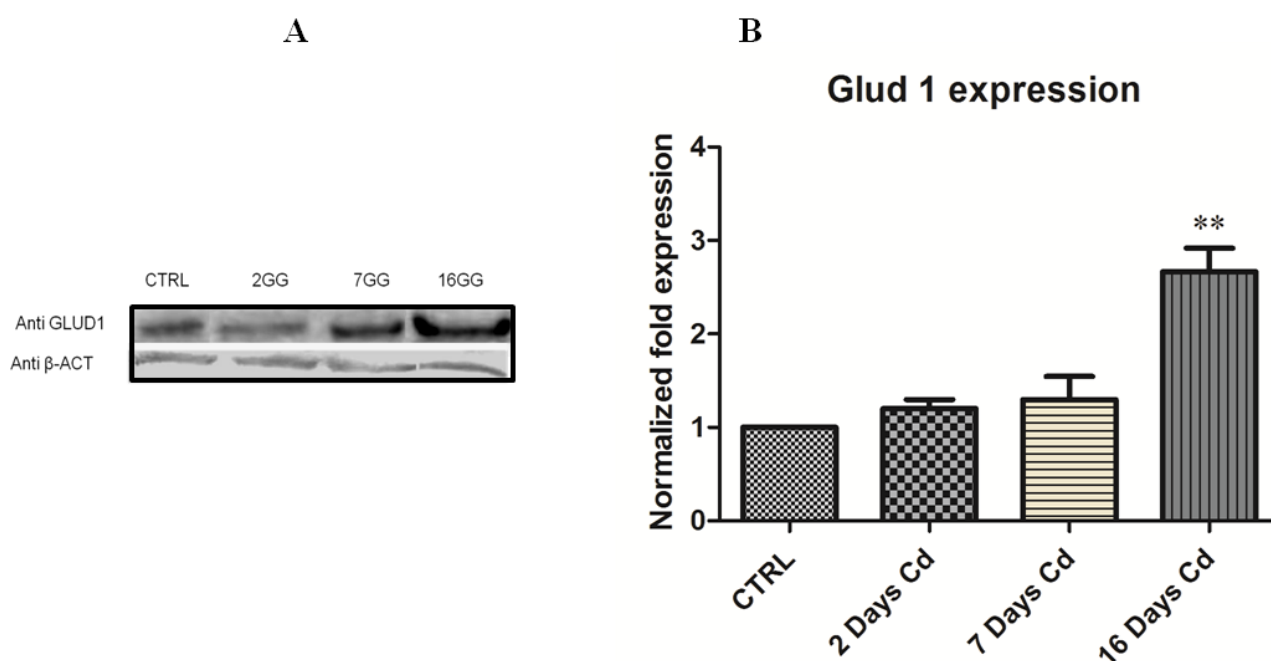 A
B
CTRL 2GG 7GG 16GG
Anti GLUD1
Anti β-ACT
Glud 1 expression
Normalized fold expression
4
3
2
1
0
**
CTRL
2 Days Cd
7 Days Cd
16 Days Cd